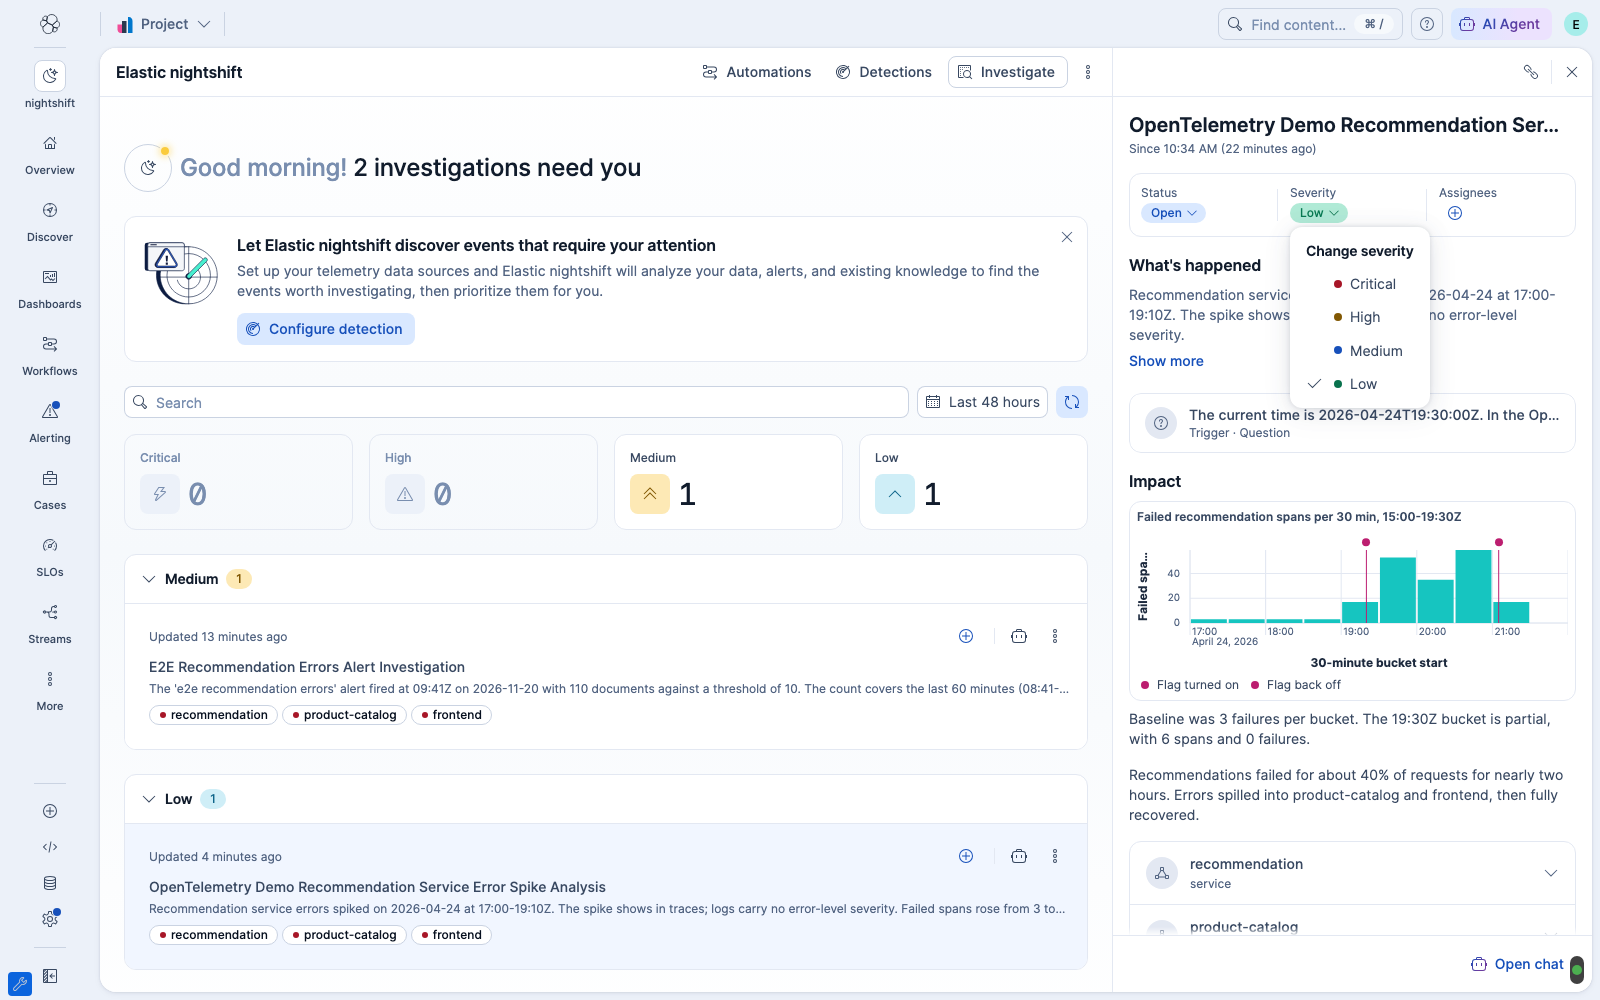 Project
Find content...
⌘ /
AI Agent
E
nightshift
Overview
Discover
Dashboards
Workflows
Alerting
Cases
SLOs
Streams
More
Elastic nightshift
Automations
Detections
Investigate
Good morning! 2 investigations need you
Let Elastic nightshift discover events that require your attention
Set up your telemetry data sources and Elastic nightshift will analyze your data, alerts, and existing knowledge to find the
events worth investigating, then prioritize them for you.
Configure detection
Search
Last 48 hours
Critical
0
High
0
Medium
1
Low
1
Medium 1
Updated 13 minutes ago
E2E Recommendation Errors Alert Investigation
The 'e2e recommendation errors' alert fired at 09:41Z on 2026-11-20 with 110 documents against a threshold of 10. The count covers the last 60 minutes (08:41-...
recommendation
product-catalog
frontend
Low 1
Updated 4 minutes ago
OpenTelemetry Demo Recommendation Service Error Spike Analysis
Recommendation service errors spiked on 2026-04-24 at 17:00-19:10Z. The spike shows in traces; logs carry no error-level severity. Failed spans rose from 3 to...
recommendation
product-catalog
frontend
OpenTelemetry Demo Recommendation Ser...
Since 10:34 AM (22 minutes ago)
Status
Open
Severity
Low
Assignees
Change severity
Critical
High
Medium
Low
What's happened
Recommendation servic 26-04-24 at 17:00-
19:10Z. The spike shows no error-level
severity.
Show more
The current time is 2026-04-24T19:30:00Z. In the Op...
Trigger · Question
Impact
Failed recommendation spans per 30 min, 15:00-19:30Z
Failed spa...
40
20
0
17:00
April 24, 2026
18:00
19:00
20:00
21:00
30-minute bucket start
Flag turned on
Flag back off
Baseline was 3 failures per bucket. The 19:30Z bucket is partial,
with 6 spans and 0 failures.
Recommendations failed for about 40% of requests for nearly two
hours. Errors spilled into product-catalog and frontend, then fully
recovered.
recommendation
service
product-catalog
Open chat